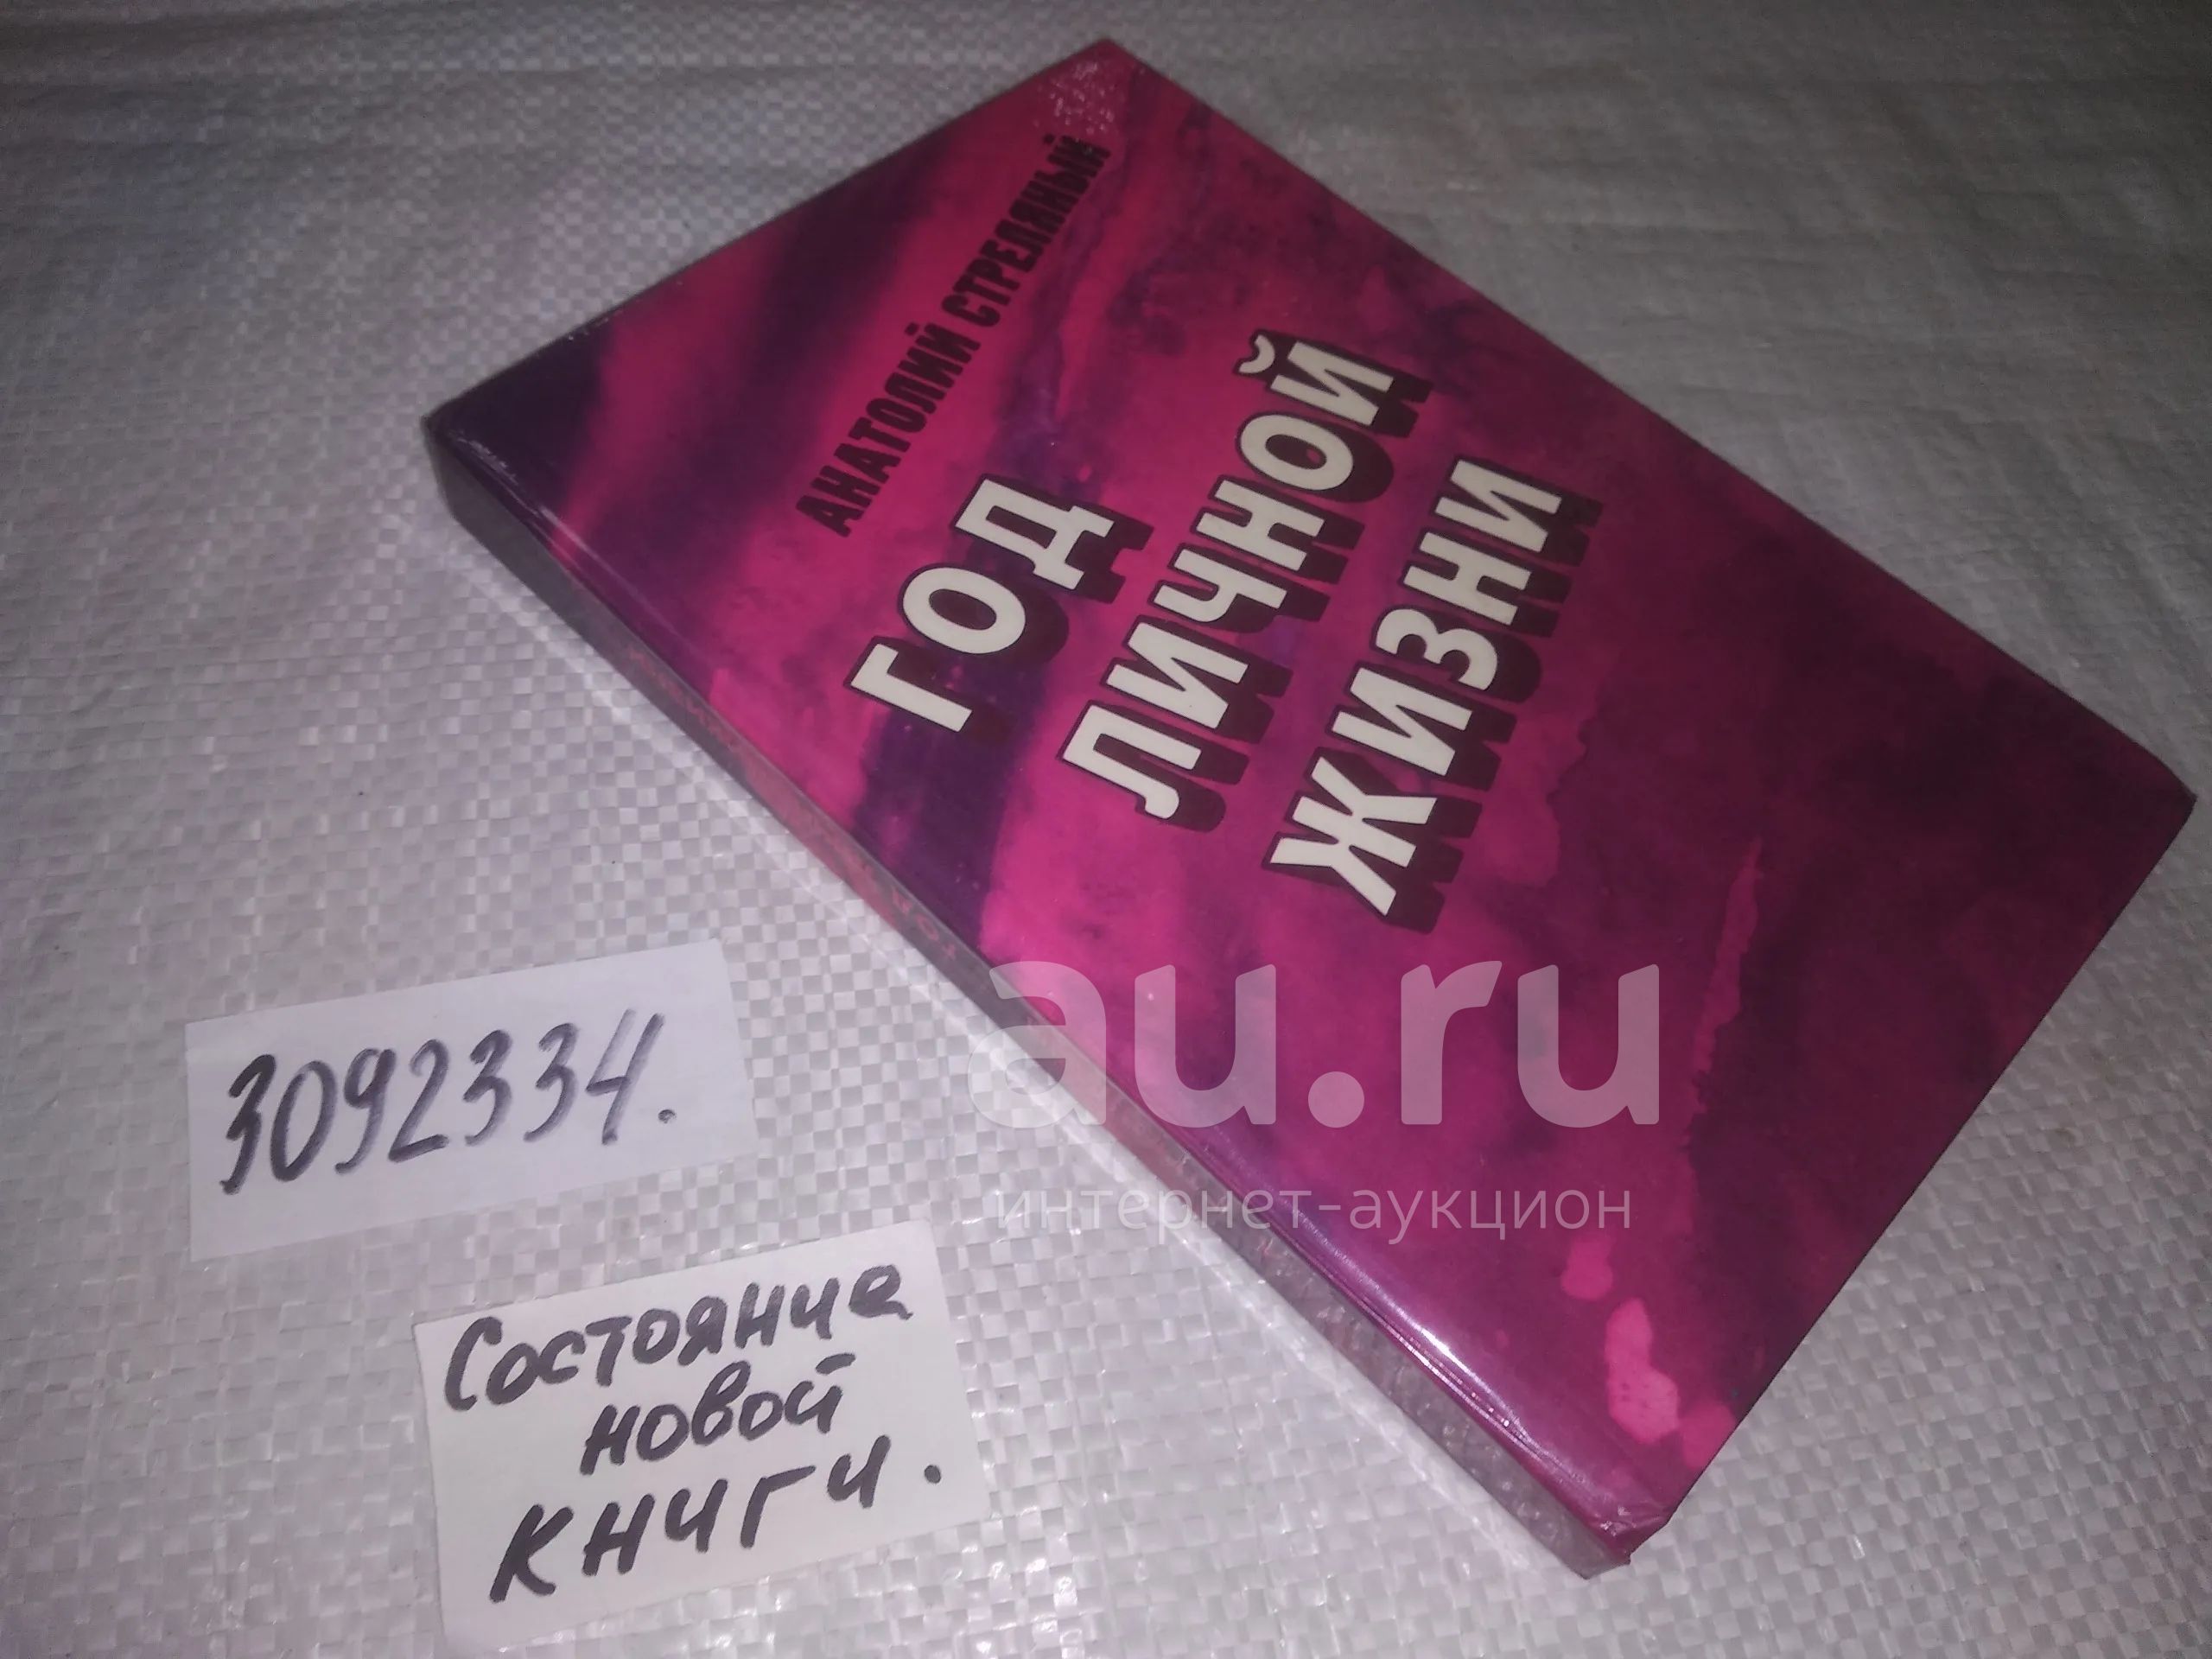 АНАТОЛИЙ СТРЕЛЯНЫЙ
ГОД
ЛИЧНОЙ
ЖИЗНИ
au.ru
интернет-аукцион
3092334.
Состояние
новой
книги.